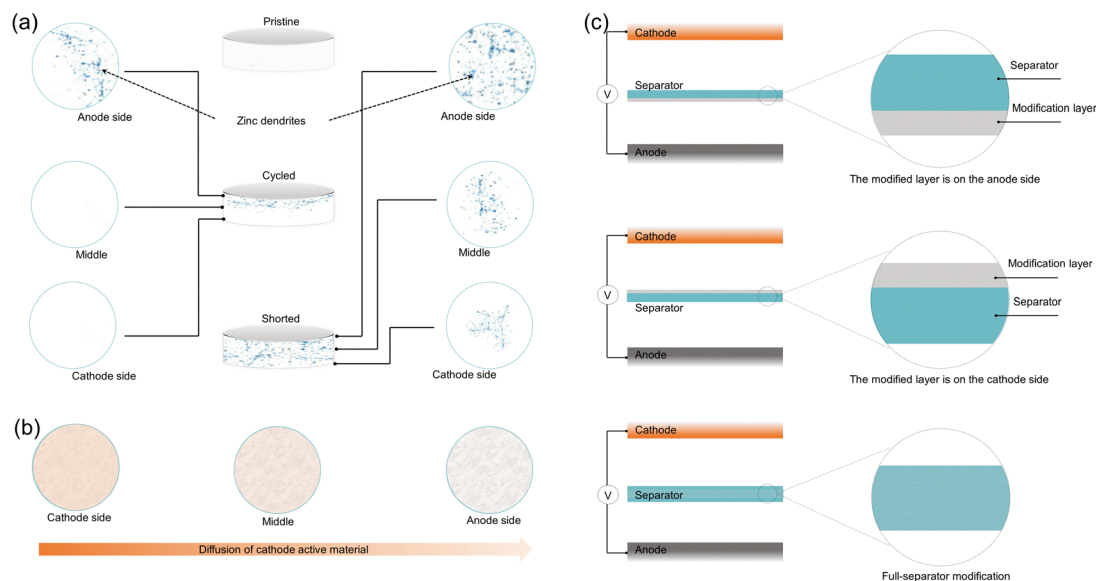 (a)
Pristine
Anode side
Zinc dendrites
Anode side
Cycled
Middle
Middle
Shorted
Cathode side
Cathode side
(b)
Cathode side
Middle
Anode side
Diffusion of cathode active material
(c)
Cathode
Separator
V
Anode
Separator
Modification layer
The modified layer is on the anode side
Cathode
V
Separator
Anode
Modification layer
Separator
The modified layer is on the cathode side
Cathode
V
Separator
Anode
Full-separator modification